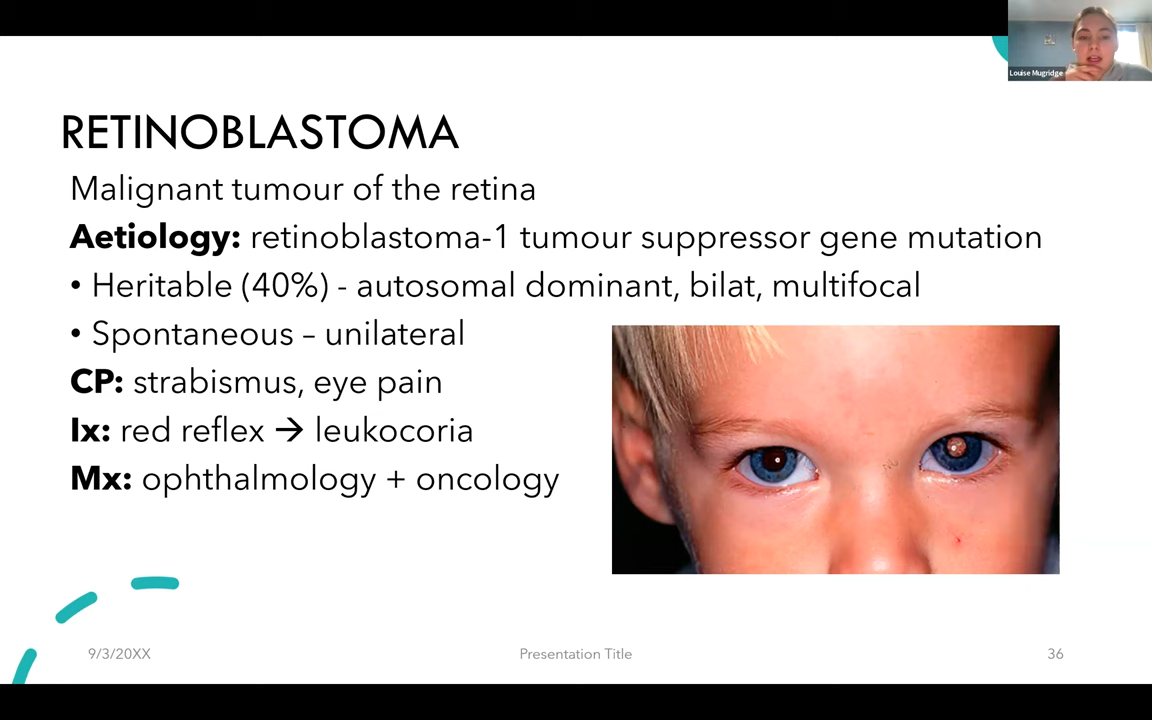 Louise Mugridge
RETINOBLASTOMA
Malignant tumour of the retina
Aetiology: retinoblastoma-1 tumour suppressor gene mutation
• Heritable (40%) - autosomal dominant, bilat, multifocal
• Spontaneous – unilateral
CP: strabismus, eye pain
Ix: red reflex → leukocoria
Mx: ophthalmology + oncology
9/3/20XX
Presentation Title
36